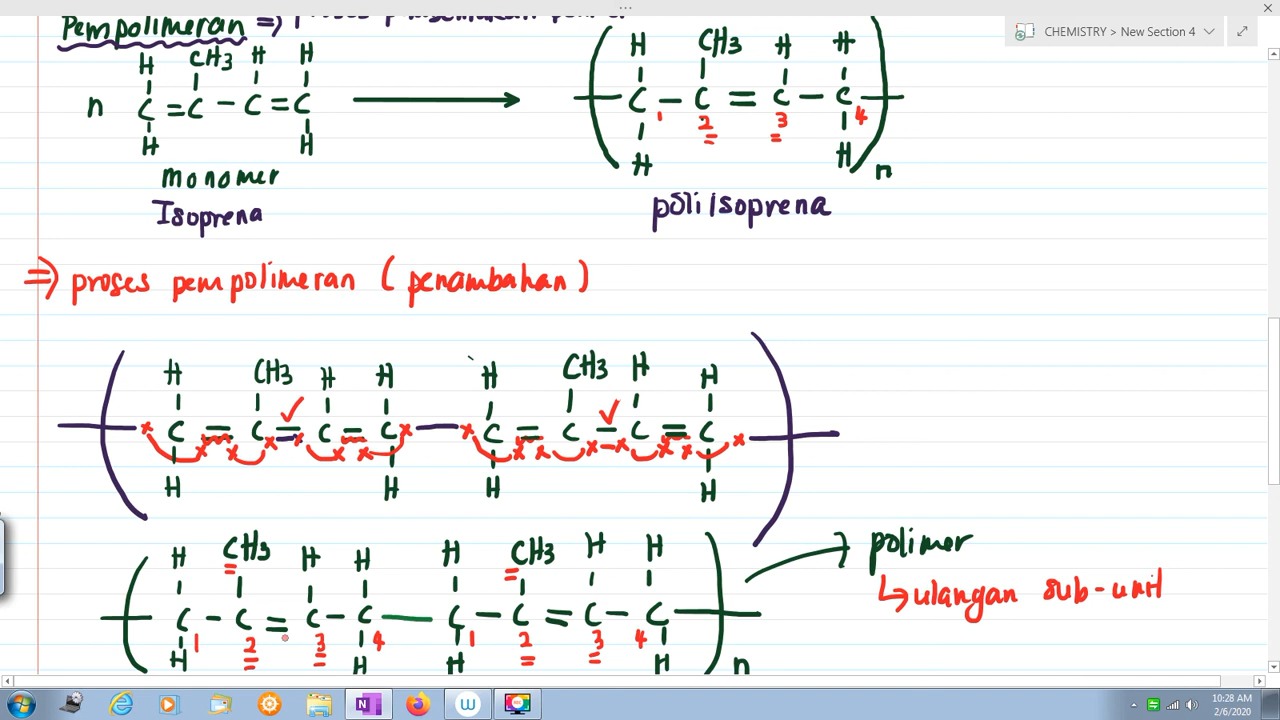 CHEMISTRY > New Section 4
Pempolimeran => proses
H CH3 H H
n C = C - C = C
H H
monomer
Isoprena
H CH3 H H
C - C = C - C
1 2 3 4
H H n
poliisoprena
=> proses pempolimeran (penambahan)
H CH3 H H H CH3 H H
C = C = C = C - C = C = C = C
H H H H
H CH3 H H H CH3 H H
C - C = C - C - C - C = C - C
1 2 3 4 1 2 3 4
H H H H n
polimer
↳ ulangan sub-unit
10:28 AM
2/6/2020